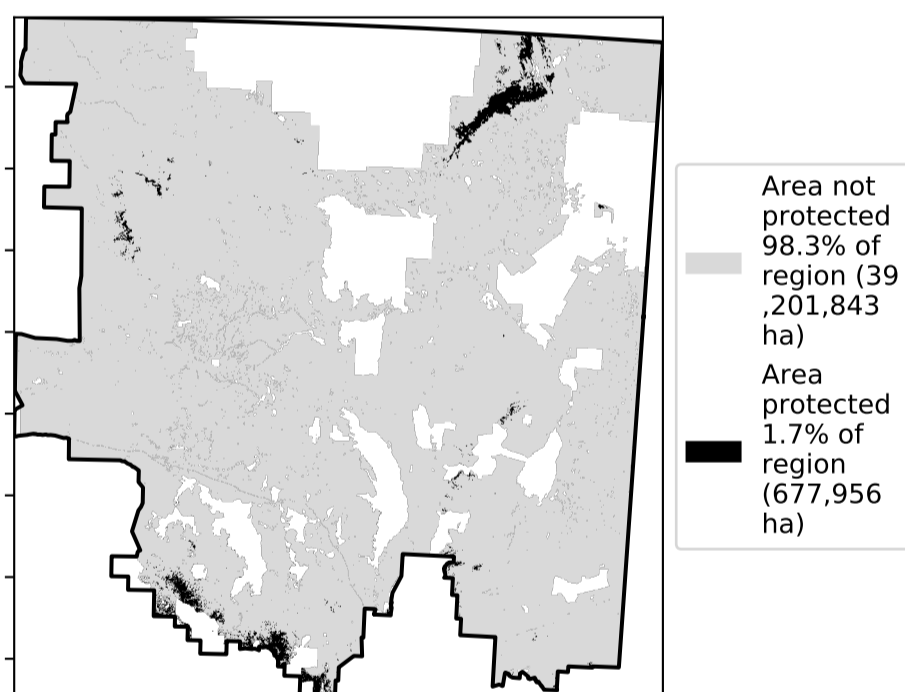 Area not
protected
98.3% of
region (39
,201,843
ha)
Area
protected
1.7% of
region
(677,956
ha)